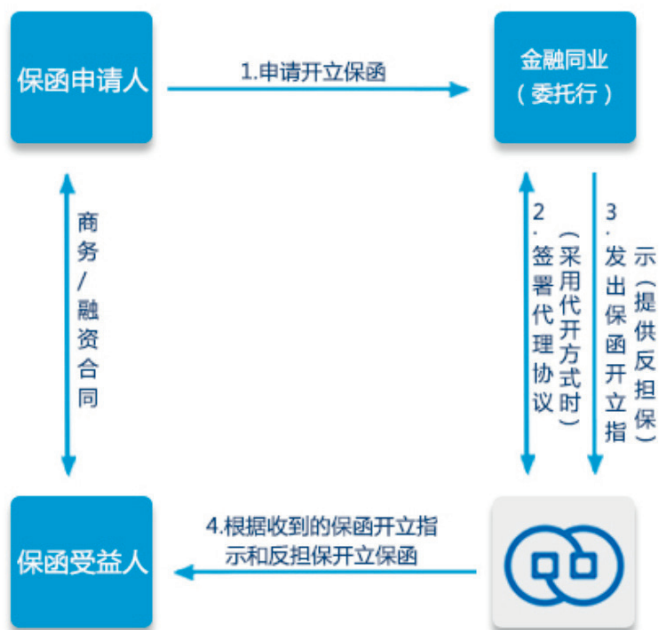 保函申请人
1.申请开立保函
金融同业
（委托行）
商务/融资合同
2.签署代理协议
（采用代开方式时）
3.发出保函开立指
示（提供反担保）
保函受益人
4.根据收到的保函开立指
示和反担保开立保函